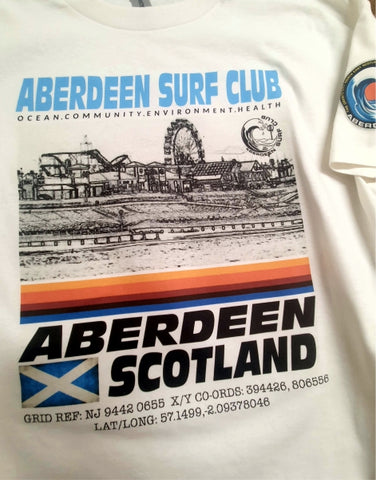 ABERDEEN SURF CLUB
OCEAN.COMMUNITY.ENVIRONMENT.HEALTH
ABERDEEN
SCOTLAND
GRID REF: NJ 9442 0655 X/Y CO-ORDS: 394426, 806556
LAT/LONG: 57.1499,-2.09378046